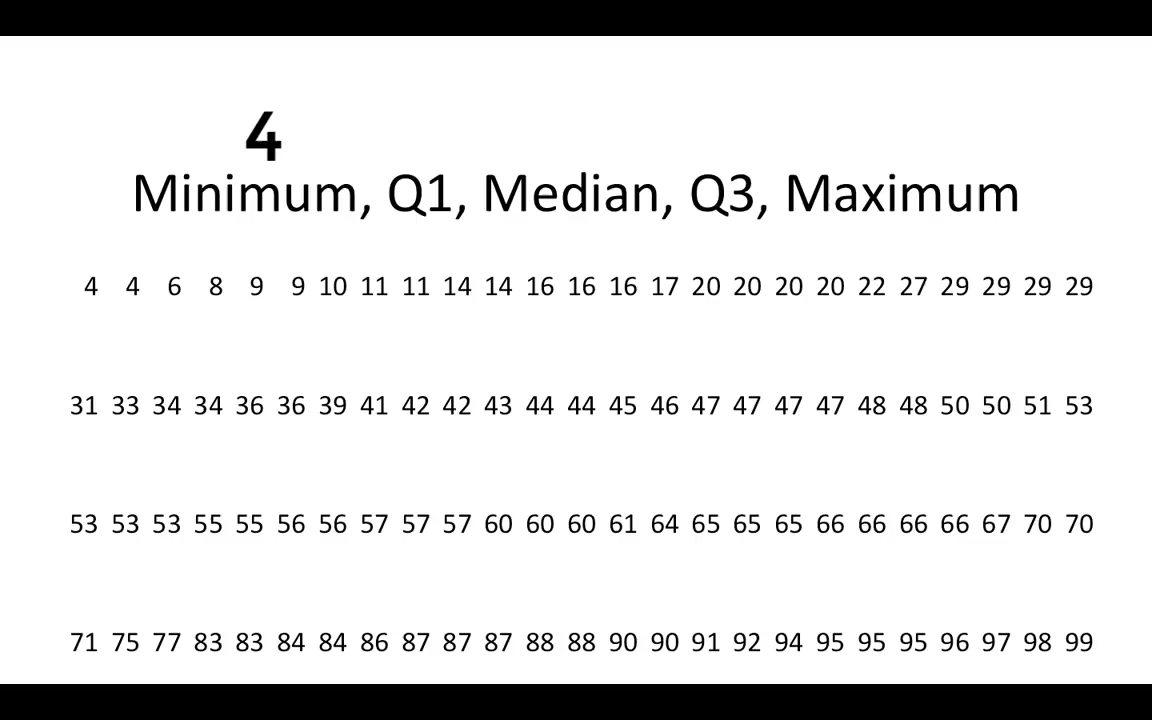 4
Minimum, Q1, Median, Q3, Maximum
4 4 6 8 9 9 10 11 11 14 14 16 16 16 17 20 20 20 20 22 27 29 29 29 29
31 33 34 34 36 36 39 41 42 42 43 44 44 45 46 47 47 47 47 48 48 50 50 51 53
53 53 53 55 55 56 56 57 57 57 60 60 60 61 64 65 65 65 66 66 66 66 67 70 70
71 75 77 83 83 84 84 86 87 87 87 88 88 90 90 91 92 94 95 95 95 96 97 98 99